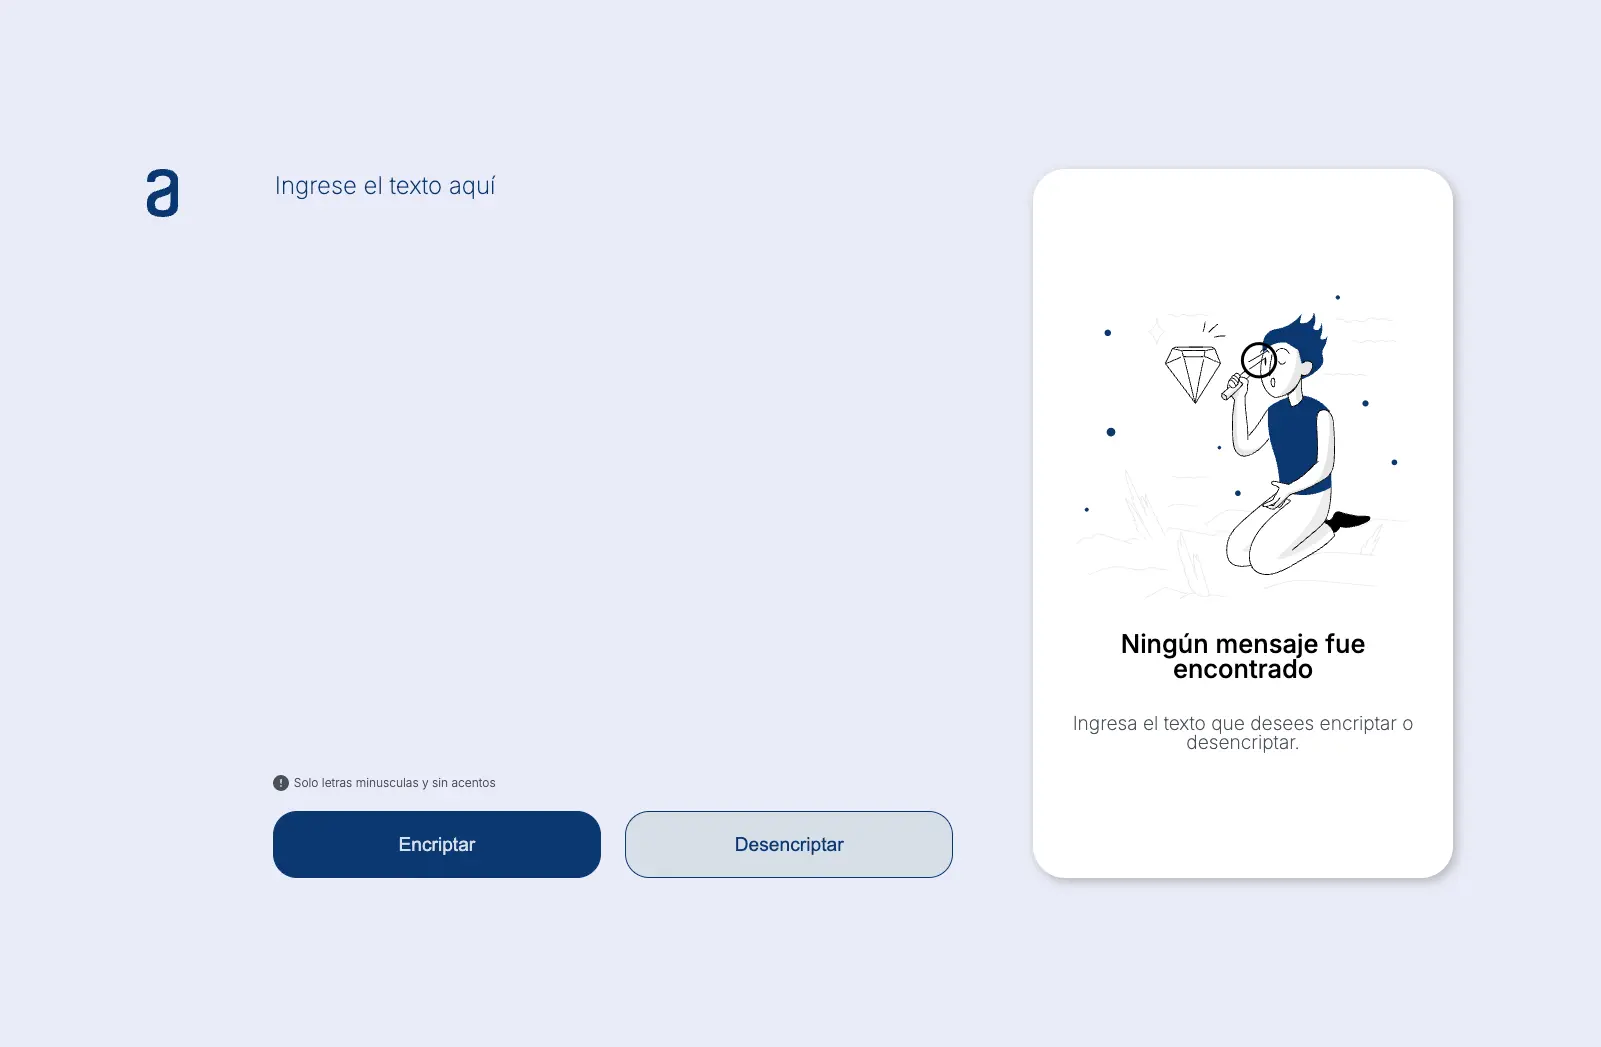 a
Ingrese el texto aquí
Solo letras minusculas y sin acentos
Encriptar
Desencriptar
Ningún mensaje fue
encontrado
Ingresa el texto que desees encriptar o
desencriptar.